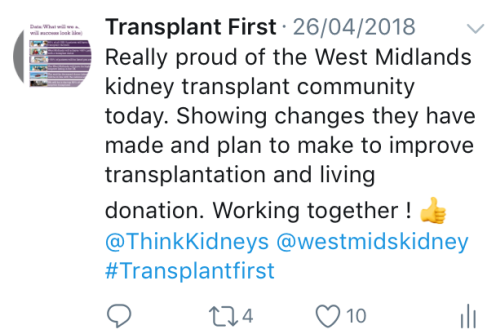 Transplant First · 26/04/2018
Really proud of the West Midlands
kidney transplant community
today. Showing changes they have
made and plan to make to improve
transplantation and living
donation. Working together ! 👍
@ThinkKidneys @westmidskidney
#Transplantfirst
4 10